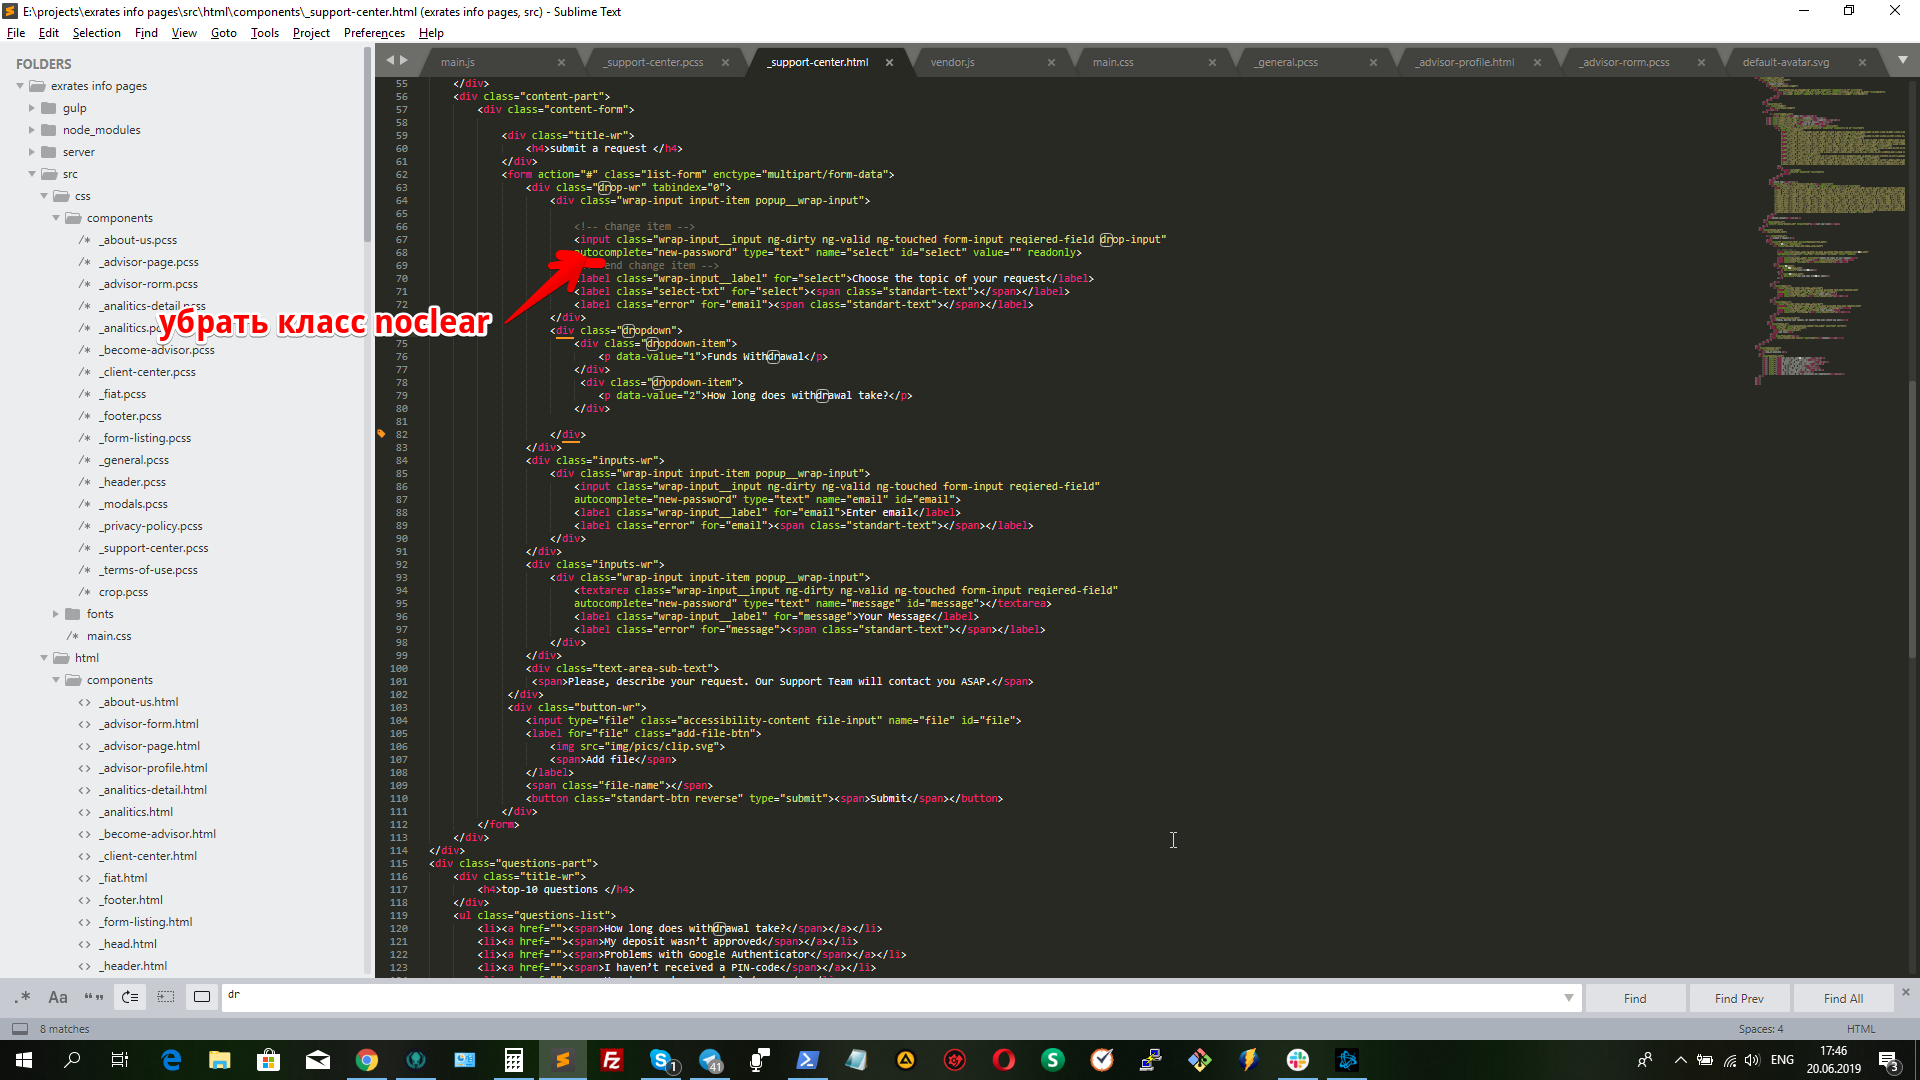 E:\projects\exrates info pages\src\html\components\_support-center.html (exrates info pages, src) - Sublime Text
File Edit Selection Find View Goto Tools Project Preferences Help
FOLDERS
exrates info pages
gulp
node_modules
server
src
css
components
/* _about-us.pcss
/* _advisor-page.pcss
/* _advisor-rorm.pcss
/* _analitics-detail.pcss
/* _analitics.pc
/* _become-advisor.pcss
/* _client-center.pcss
/* _fiat.pcss
/* _footer.pcss
/* _form-listing.pcss
/* _general.pcss
/* _header.pcss
/* _modals.pcss
/* _privacy-policy.pcss
/* _support-center.pcss
/* _terms-of-use.pcss
/* crop.pcss
fonts
/* main.css
html
components
<> _about-us.html
<> _advisor-form.html
<> _advisor-page.html
<> _advisor-profile.html
<> _analitics-detail.html
<> _analitics.html
<> _become-advisor.html
<> _client-center.html
<> _fiat.html
<> _footer.html
<> _form-listing.html
<> _head.html
<> _header.html
main.js × _support-center.pcss × _support-center.html × vendor.js × main.css × _general.pcss × _advisor-profile.html × _advisor-rorm.pcss × default-avatar.svg ×
55 </div>
56 <div class="content-part">
57 <div class="content-form">
58
59 <div class="title-wr">
60 <h4>submit a request </h4>
61 </div>
62 <form action="#" class="list-form" enctype="multipart/form-data">
63 <div class="drop-wr" tabindex="0">
64 <div class="wrap-input input-item popup__wrap-input">
65
66 <!-- change item -->
67 <input class="wrap-input__input ng-dirty ng-valid ng-touched form-input reqiered-field drop-input"
68 autocomplete="new-password" type="text" name="select" id="select" value="" readonly>
69 end change item -->
70 label class="wrap-input__label" for="select">Choose the topic of your request</label>
71 <label class="select-txt" for="select"><span class="standart-text"></span></label>
72 <label class="error" for="email"><span class="standart-text"></span></label>
73 </div>
74 <div class="dropdown">
75 <div class="dropdown-item">
76 <p data-value="1">Funds Withdrawal</p>
77 </div>
78 <div class="dropdown-item">
79 <p data-value="2">How long does withdrawal take?</p>
80 </div>
81
82 </div>
83 </div>
84 <div class="inputs-wr">
85 <div class="wrap-input input-item popup__wrap-input">
86 <input class="wrap-input__input ng-dirty ng-valid ng-touched form-input reqiered-field"
87 autocomplete="new-password" type="text" name="email" id="email">
88 <label class="wrap-input__label" for="email">Enter email</label>
89 <label class="error" for="email"><span class="standart-text"></span></label>
90 </div>
91 </div>
92 <div class="inputs-wr">
93 <div class="wrap-input input-item popup__wrap-input">
94 <textarea class="wrap-input__input ng-dirty ng-valid ng-touched form-input reqiered-field"
95 autocomplete="new-password" type="text" name="message" id="message"></textarea>
96 <label class="wrap-input__label" for="message">Your Message</label>
97 <label class="error" for="message"><span class="standart-text"></span></label>
98 </div>
99 </div>
100 <div class="text-area-sub-text">
101 <span>Please, describe your request. Our Support Team will contact you ASAP.</span>
102 </div>
103 <div class="button-wr">
104 <input type="file" class="accessibility-content file-input" name="file" id="file">
105 <label for="file" class="add-file-btn">
106 <img src="img/pics/clip.svg">
107 <span>Add file</span>
108 </label>
109 <span class="file-name"></span>
110 <button class="standart-btn reverse" type="submit"><span>Submit</span></button>
111 </div>
112 </form>
113 </div>
114 </div>
115 <div class="questions-part">
116 <div class="title-wr">
117 <h4>top-10 questions </h4>
118 </div>
119 <ul class="questions-list">
120 <li><a href=""><span>How long does withdrawal take?</span></a></li>
121 <li><a href=""><span>My deposit wasn’t approved</span></a></li>
122 <li><a href=""><span>Problems with Google Authenticator</span></a></li>
123 <li><a href=""><span>I haven’t received a PIN-code</span></a></li>
убрать класс noclear
.* Aa “” dr Find Find Prev Find All ×
8 matches Spaces: 4 HTML
1 41 ENG 17:46
20.06.2019 3